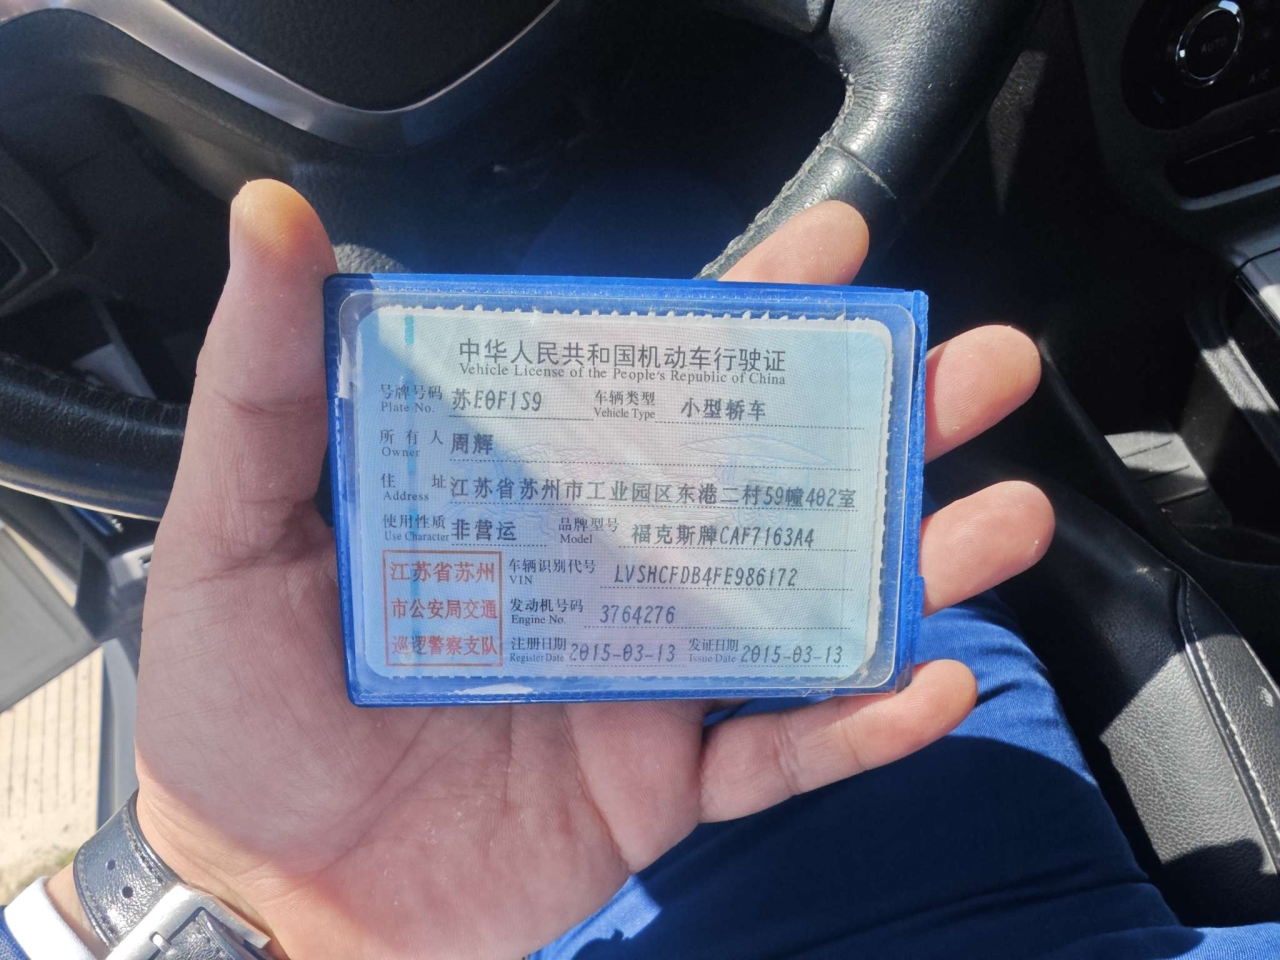 AUTO
中华人民共和国机动车行驶证
Vehicle License of the People's Republic of China
号牌号码 苏E0F1S9 车辆类型 小型轿车
Plate No. Vehicle Type
所有人 周辉
Owner
住址 江苏省苏州市工业园区东港二村59幢402室
Address
使用性质 非营运 品牌型号 福克斯牌CAF7163A4
Use Character Model
江苏省苏州
市公安局交通
巡逻警察支队
车辆识别代号 LVSHCFDB4FE986172
VIN
发动机号码 3764276
Engine No.
注册日期 2015-03-13 发证日期 2015-03-13
Register Date Issue Date